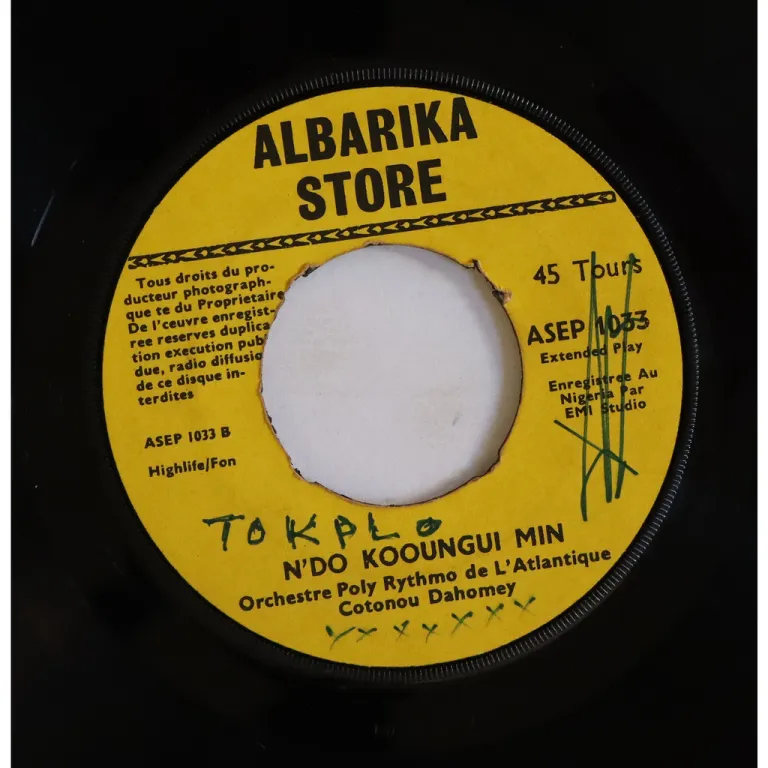 ALBARIKA
STORE
Tous droits du pro-
ducteur photograph-
que te du Proprietaire
De l'ceuvre enregist-
ree reserves duplica
tion execution pub
due, radio diffusio
de ce disque in-
terdites
ASEP 1033 B
Highlife/Fon
45 Tours
ASEP 1033
Extended Play
Enregistree Au
Nigeria Par
EMI Studio
TOKPLO
N'DO KOOUNGUI MIN
Orchestre Poly Rythmo de L'Atlantique
Cotonou Dahomey
xxxxxxx